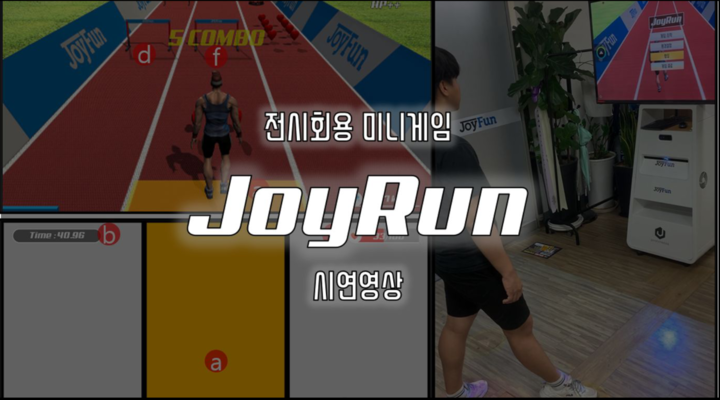 JoyFun
5 COMBO
JoyFun
d
f
전시회용 미니게임
JoyFun
JoyRun
JoyRun
시연영상
Time : 40.96
b
a
JoyFun
JoyFun